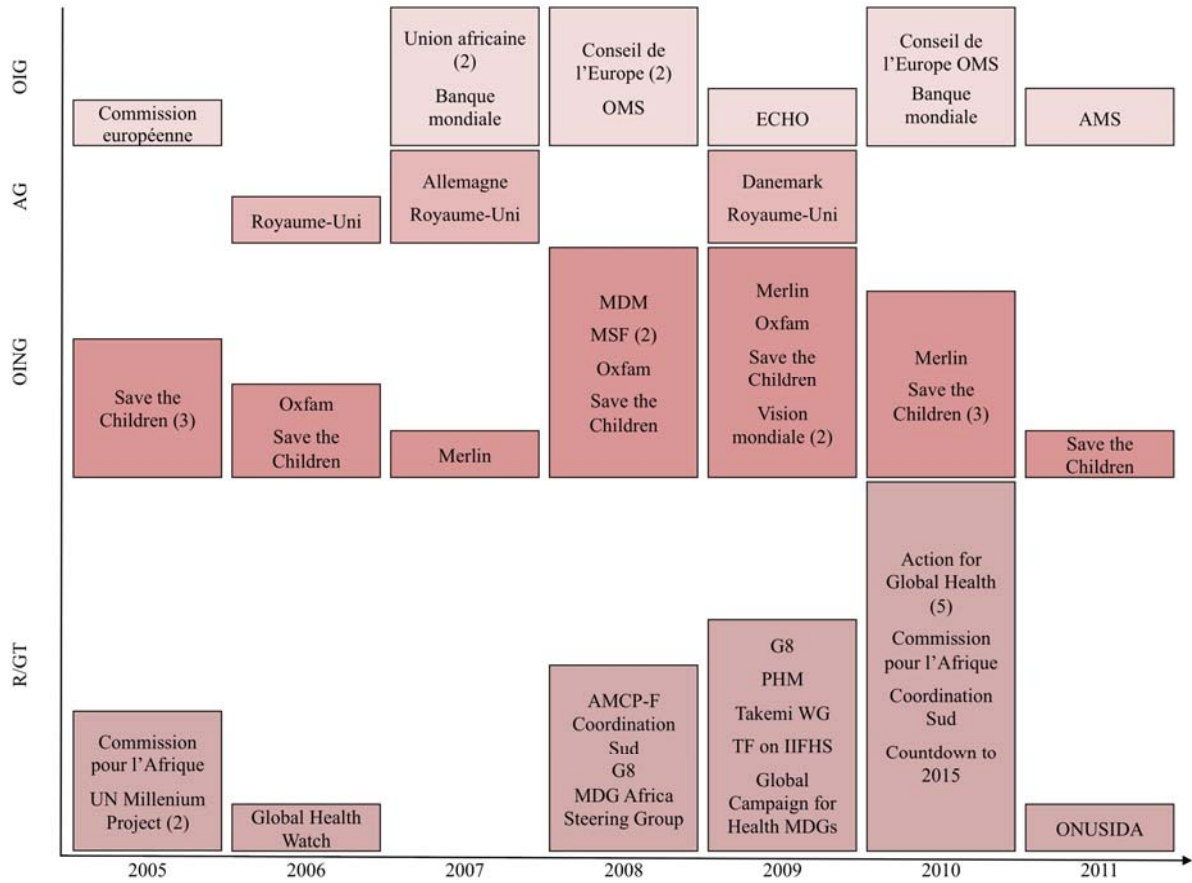 OIG
Commission
européenne
Union africaine
(2)
Banque
mondiale
Conseil de
l’Europe (2)
OMS
ECHO
Conseil de
l’Europe OMS
Banque
mondiale
AMS
AG
Royaume-Uni
Allemagne
Royaume-Uni
Danemark
Royaume-Uni
OING
Save the
Children (3)
Oxfam
Save the
Children
Merlin
MDM
MSF (2)
Oxfam
Save the
Children
Merlin
Oxfam
Save the
Children
Vision
mondiale (2)
Merlin
Save the
Children (3)
Save the
Children
R/GT
Commission
pour l’Afrique
UN Millenium
Project (2)
Global Health
Watch
AMCP-F
Coordination
Sud
G8
MDG Africa
Steering Group
G8
PHM
Takemi WG
TF on IIFHS
Global
Campaign for
Health MDGs
Action for
Global Health
(5)
Commission
pour l’Afrique
Coordination
Sud
Countdown to
2015
ONUSIDA
2005
2006
2007
2008
2009
2010
2011